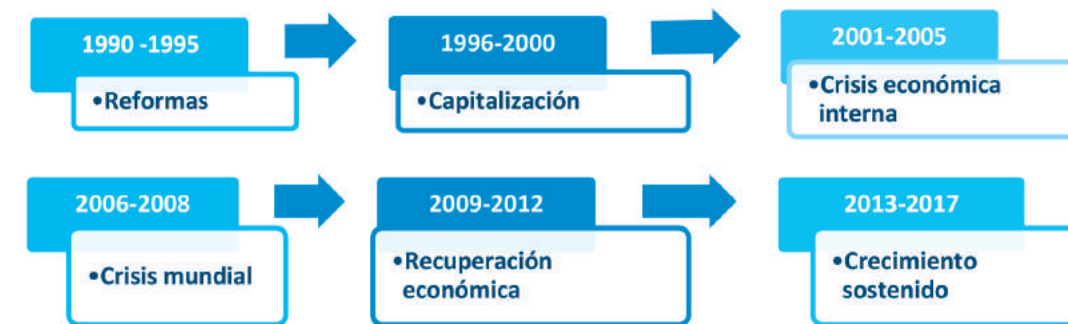 1990 -1995
•Reformas
1996-2000
•Capitalización
2001-2005
•Crisis económica
interna
2006-2008
•Crisis mundial
2009-2012
•Recuperación
económica
2013-2017
•Crecimiento
sostenido